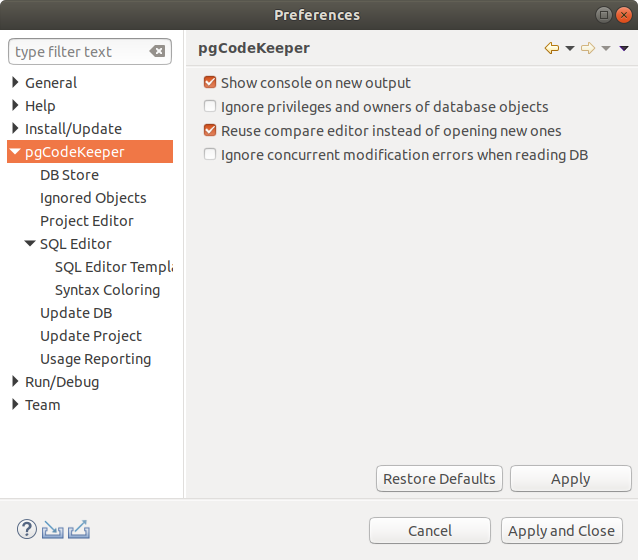 Preferences
type filter text
General
Help
Install/Update
pgCodeKeeper
DB Store
Ignored Objects
Project Editor
SQL Editor
SQL Editor Templa
Syntax Coloring
Update DB
Update Project
Usage Reporting
Run/Debug
Team
pgCodeKeeper
Show console on new output
Ignore privileges and owners of database objects
Reuse compare editor instead of opening new ones
Ignore concurrent modification errors when reading DB
Restore Defaults
Apply
?
Cancel
Apply and Close